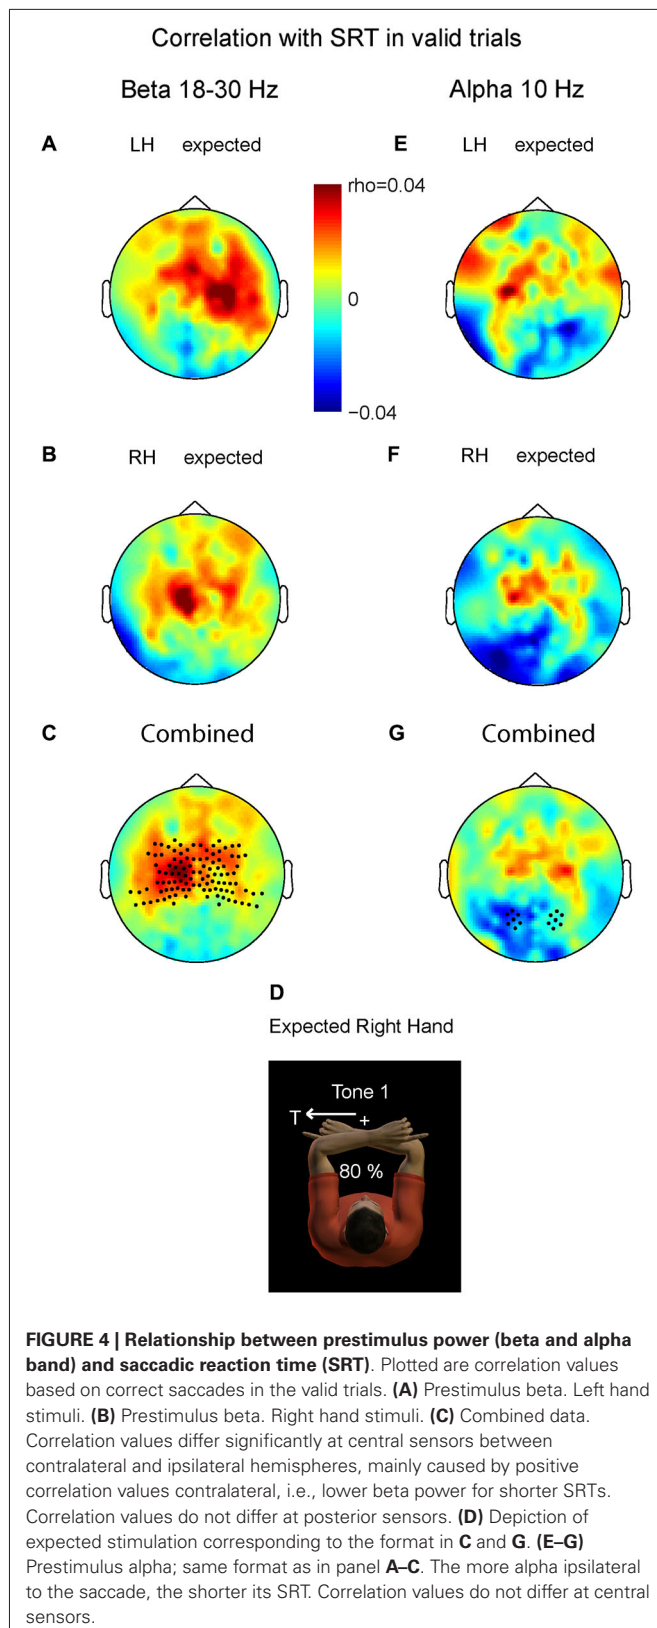 Correlation with SRT in valid trials
Beta 18-30 Hz
Alpha 10 Hz
A
LH expected
E
LH expected
rho=0.04
0
−0.04
B
RH expected
F
RH expected
C
Combined
G
Combined
D
Expected Right Hand
Tone 1
T
+
80 %
FIGURE 4 | Relationship between prestimulus power (beta and alpha
band) and saccadic reaction time (SRT). Plotted are correlation values
based on correct saccades in the valid trials. (A) Prestimulus beta. Left hand
stimuli. (B) Prestimulus beta. Right hand stimuli. (C) Combined data.
Correlation values differ significantly at central sensors between
contralateral and ipsilateral hemispheres, mainly caused by positive
correlation values contralateral, i.e., lower beta power for shorter SRTs.
Correlation values do not differ at posterior sensors. (D) Depiction of
expected stimulation corresponding to the format in C and G. (E–G)
Prestimulus alpha; same format as in panel A–C. The more alpha ipsilateral
to the saccade, the shorter its SRT. Correlation values do not differ at central
sensors.